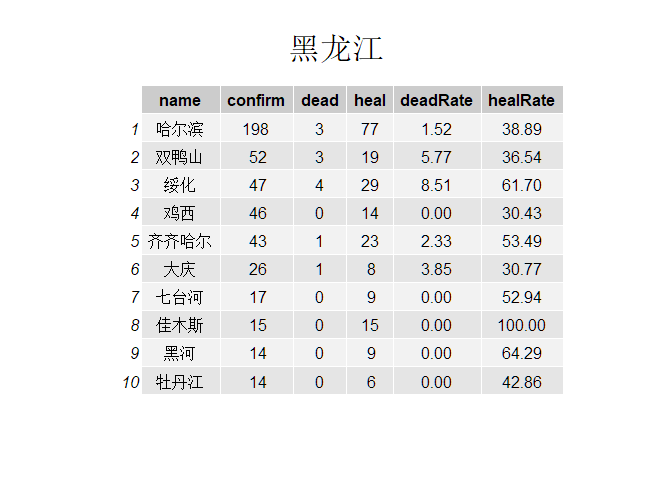 黑龙江
name confirm dead heal deadRate healRate
1 哈尔滨 198 3 77 1.52 38.89
2 双鸭山 52 3 19 5.77 36.54
3 绥化 47 4 29 8.51 61.70
4 鸡西 46 0 14 0.00 30.43
5 齐齐哈尔 43 1 23 2.33 53.49
6 大庆 26 1 8 3.85 30.77
7 七台河 17 0 9 0.00 52.94
8 佳木斯 15 0 15 0.00 100.00
9 黑河 14 0 9 0.00 64.29
10 牡丹江 14 0 6 0.00 42.86